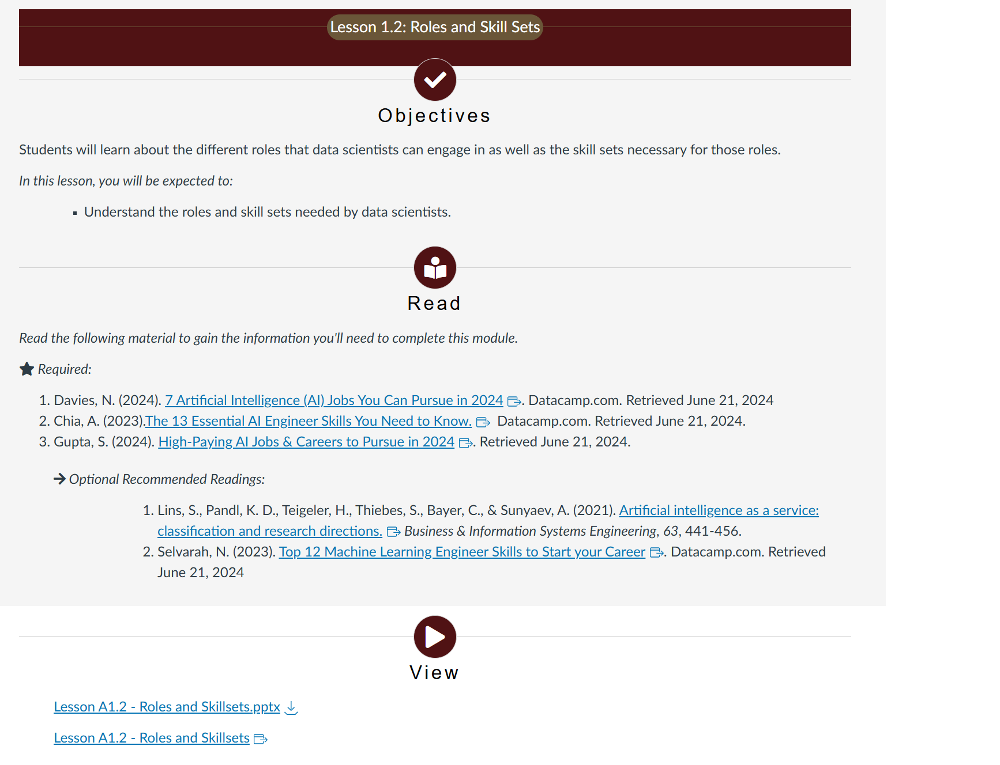 Lesson 1.2: Roles and Skill Sets
Objectives
Students will learn about the different roles that data scientists can engage in as well as the skill sets necessary for those roles.
In this lesson, you will be expected to:
▪ Understand the roles and skill sets needed by data scientists.
Read
Read the following material to gain the information you'll need to complete this module.
Required:
1. Davies, N. (2024). 7 Artificial Intelligence (AI) Jobs You Can Pursue in 2024 . Datacamp.com. Retrieved June 21, 2024
2. Chia, A. (2023).The 13 Essential AI Engineer Skills You Need to Know. Datacamp.com. Retrieved June 21, 2024.
3. Gupta, S. (2024). High-Paying AI Jobs & Careers to Pursue in 2024 . Retrieved June 21, 2024.
→ Optional Recommended Readings:
1. Lins, S., Pandl, K. D., Teigeler, H., Thiebes, S., Bayer, C., & Sunyaev, A. (2021). Artificial intelligence as a service:
classification and research directions. Business & Information Systems Engineering, 63, 441-456.
2. Selvarah, N. (2023). Top 12 Machine Learning Engineer Skills to Start your Career . Datacamp.com. Retrieved
June 21, 2024
View
Lesson A1.2 - Roles and Skillsets.pptx
Lesson A1.2 - Roles and Skillsets